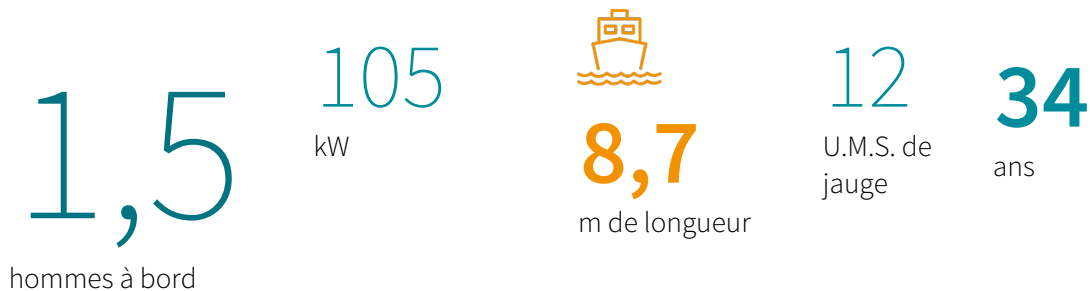 1,5
hommes à bord
105
kW
8,7
m de longueur
12
U.M.S. de
jauge
34
ans